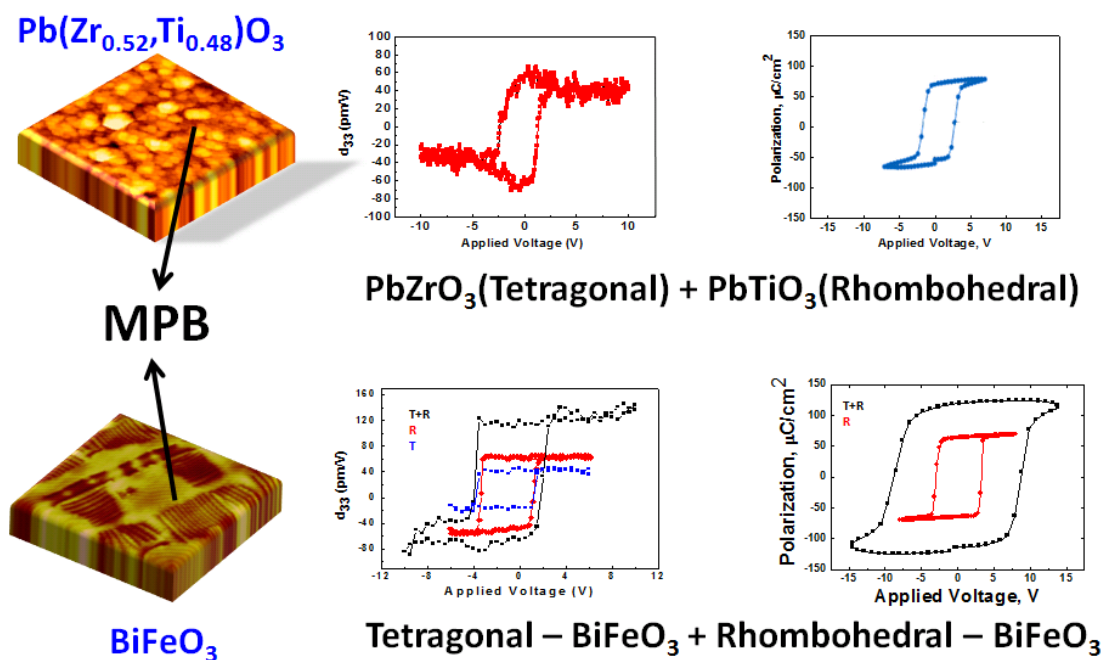 Pb(Zr0.52,Ti0.48)O3
100
80
60
40
20
0
-20
-40
-60
-80
-100
d33 (pm/V)
-10 -5 0 5 10
Applied Voltage (V)
150
100
50
0
-50
-100
-150
Polarization, μC/cm2
-15 -10 -5 0 5 10 15
Applied Voltage, V
PbZrO3(Tetragonal) + PbTiO3(Rhombohedral)
MPB
160
120
80
40
0
-40
-80
d33 (pm/V)
T+R
R
T
-12 -8 -4 0 4 8 12
Applied Voltage (V)
150
100
50
0
-50
-100
-150
Polarization, μC/cm2
T+R
R
-15 -10 -5 0 5 10 15
Applied Voltage, V
BiFeO3
Tetragonal – BiFeO3 + Rhombohedral – BiFeO3